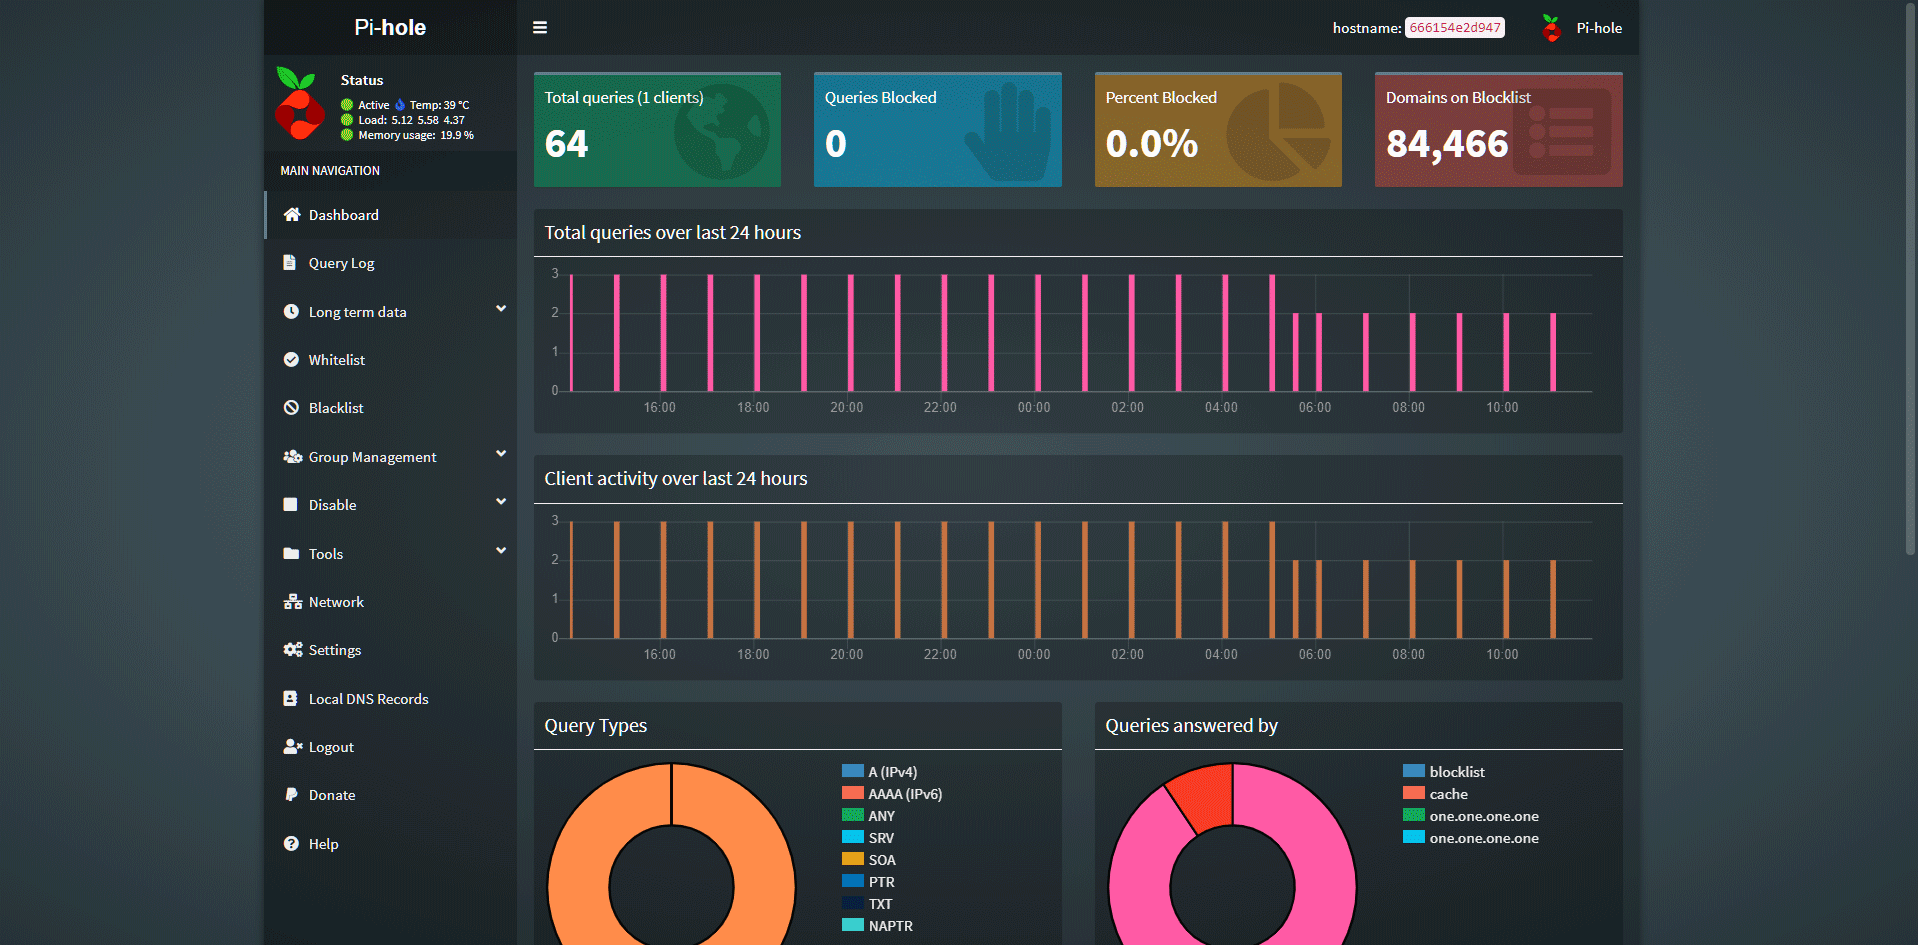 Pi-hole
hostname: 666154e2d947
Pi-hole
Status
Active Temp: 39 °C
Load: 5.12 5.58 4.37
Memory usage: 19.9 %
MAIN NAVIGATION
Dashboard
Query Log
Long term data
Whitelist
Blacklist
Group Management
Disable
Tools
Network
Settings
Local DNS Records
Logout
Donate
Help
Total queries (1 clients)
64
Queries Blocked
0
Percent Blocked
0.0%
Domains on Blocklist
84,466
Total queries over last 24 hours
3
2
1
0
16:00 18:00 20:00 22:00 00:00 02:00 04:00 06:00 08:00 10:00
Client activity over last 24 hours
3
2
1
0
16:00 18:00 20:00 22:00 00:00 02:00 04:00 06:00 08:00 10:00
Query Types
A (IPv4)
AAAA (IPv6)
ANY
SRV
SOA
PTR
TXT
NAPTR
Queries answered by
blocklist
cache
one.one.one.one
one.one.one.one